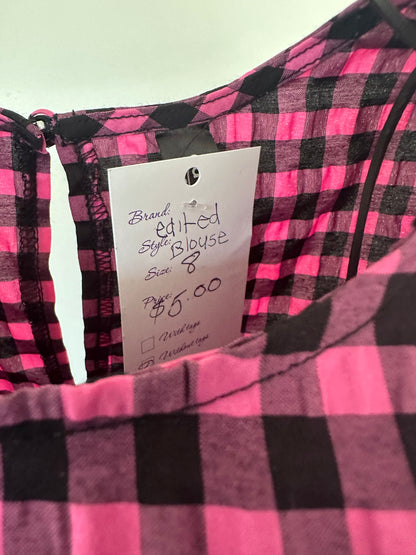 Brand: edited
Style: Blouse
Size: 8
Price: $5.00
With tags
Without tags